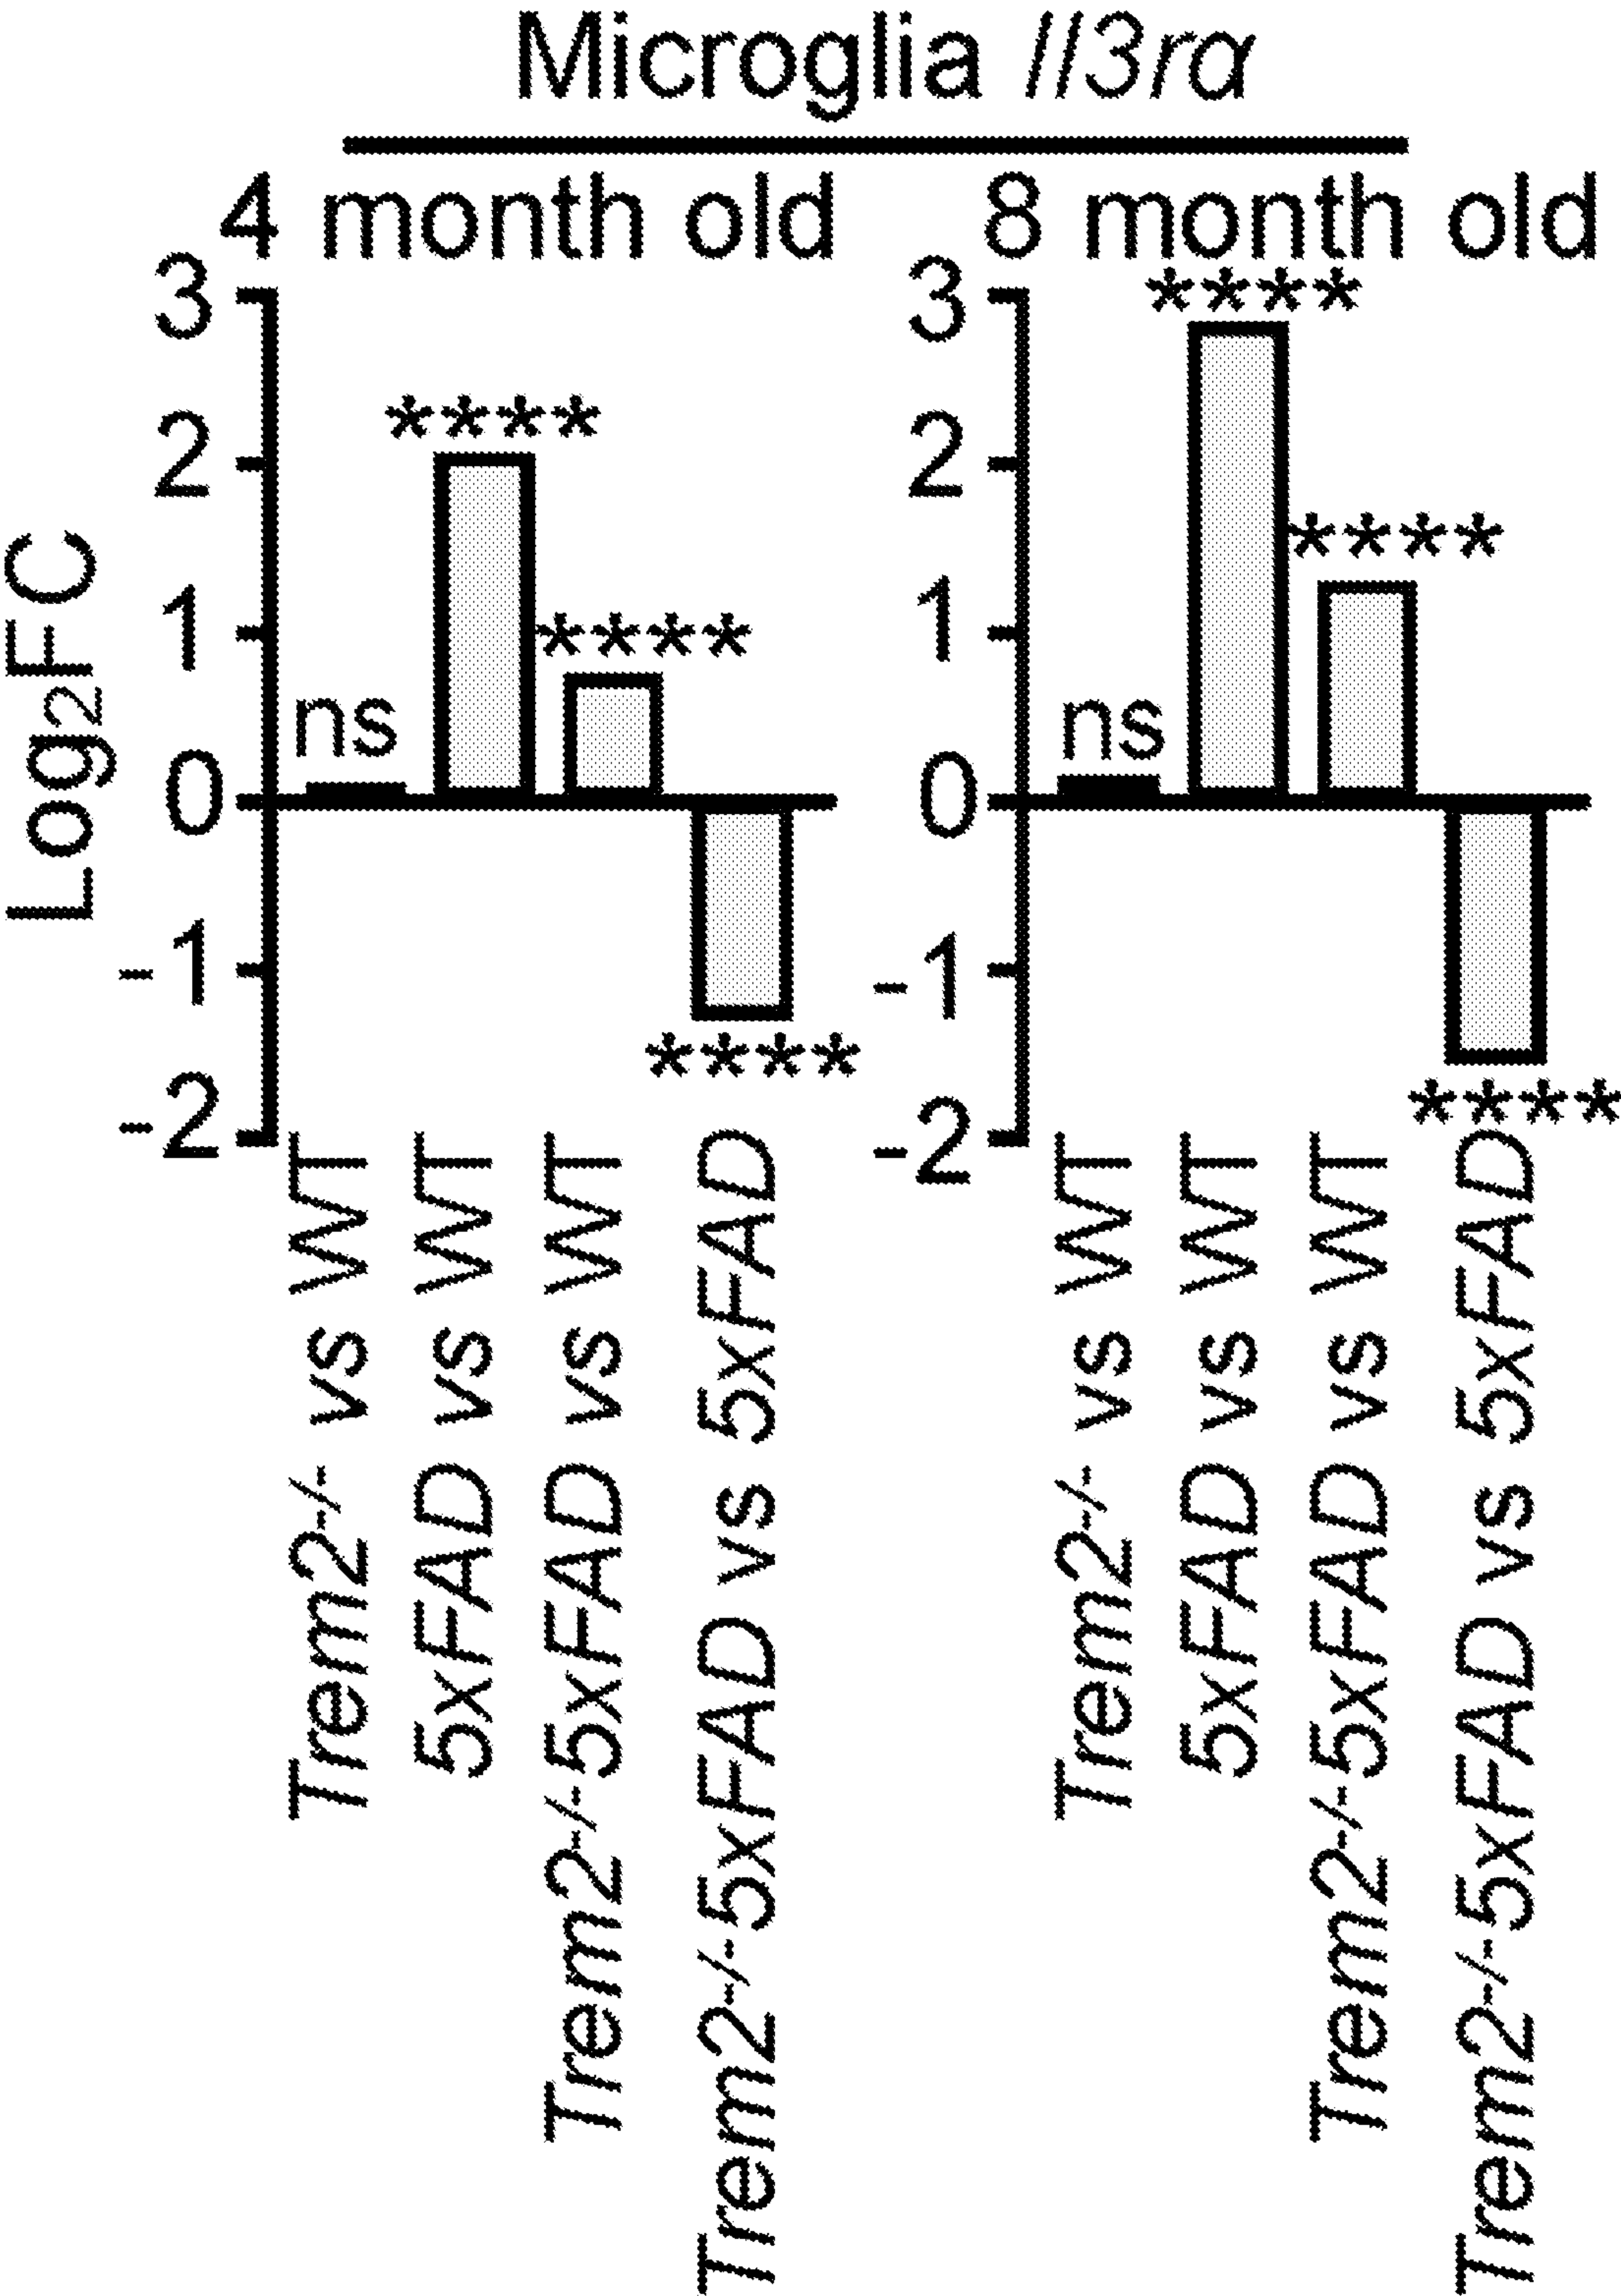 Microglia Il3rα
4 month old
3
2
1
0
-1
-2
Log₂FC
ns
****
****
****
Trem2⁻/⁻ vs WT
5xFAD vs WT
Trem2⁻/⁻5xFAD vs WT
Trem2⁻/⁻5xFAD vs 5xFAD
8 month old
3
2
1
0
-1
-2
ns
****
****
****
Trem2⁻/⁻ vs WT
5xFAD vs WT
Trem2⁻/⁻5xFAD vs WT
Trem2⁻/⁻5xFAD vs 5xFAD